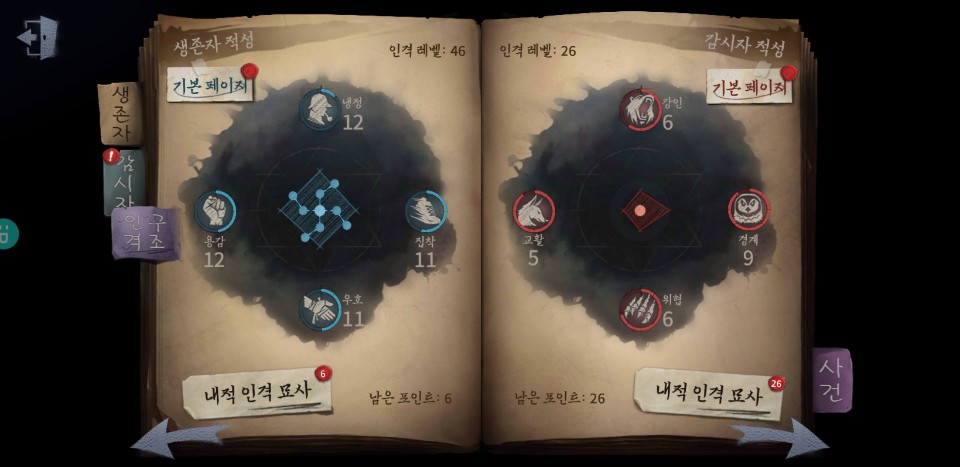 생존자 적성
인격 레벨: 46
기본 페이지
냉정
12
용감
12
집착
11
우호
11
내적 인격 묘사
6
남은 포인트: 6
인격 레벨: 26
감시자 적성
기본 페이지
강인
6
교활
5
경계
9
위협
6
남은 포인트: 26
내적 인격 묘사
26
생
존
자
!
감
시
자
인 구
격 조
사
건